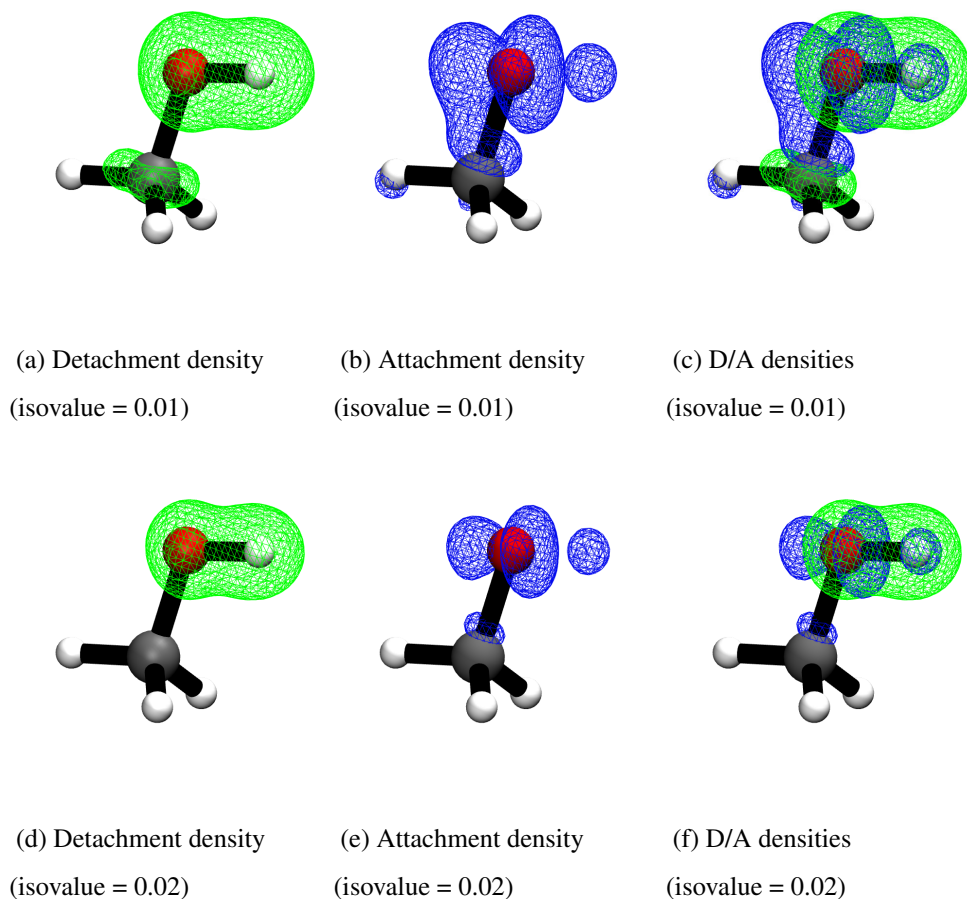 (a) Detachment density
(isovalue = 0.01)
(b) Attachment density
(isovalue = 0.01)
(c) D/A densities
(isovalue = 0.01)
(d) Detachment density
(isovalue = 0.02)
(e) Attachment density
(isovalue = 0.02)
(f) D/A densities
(isovalue = 0.02)